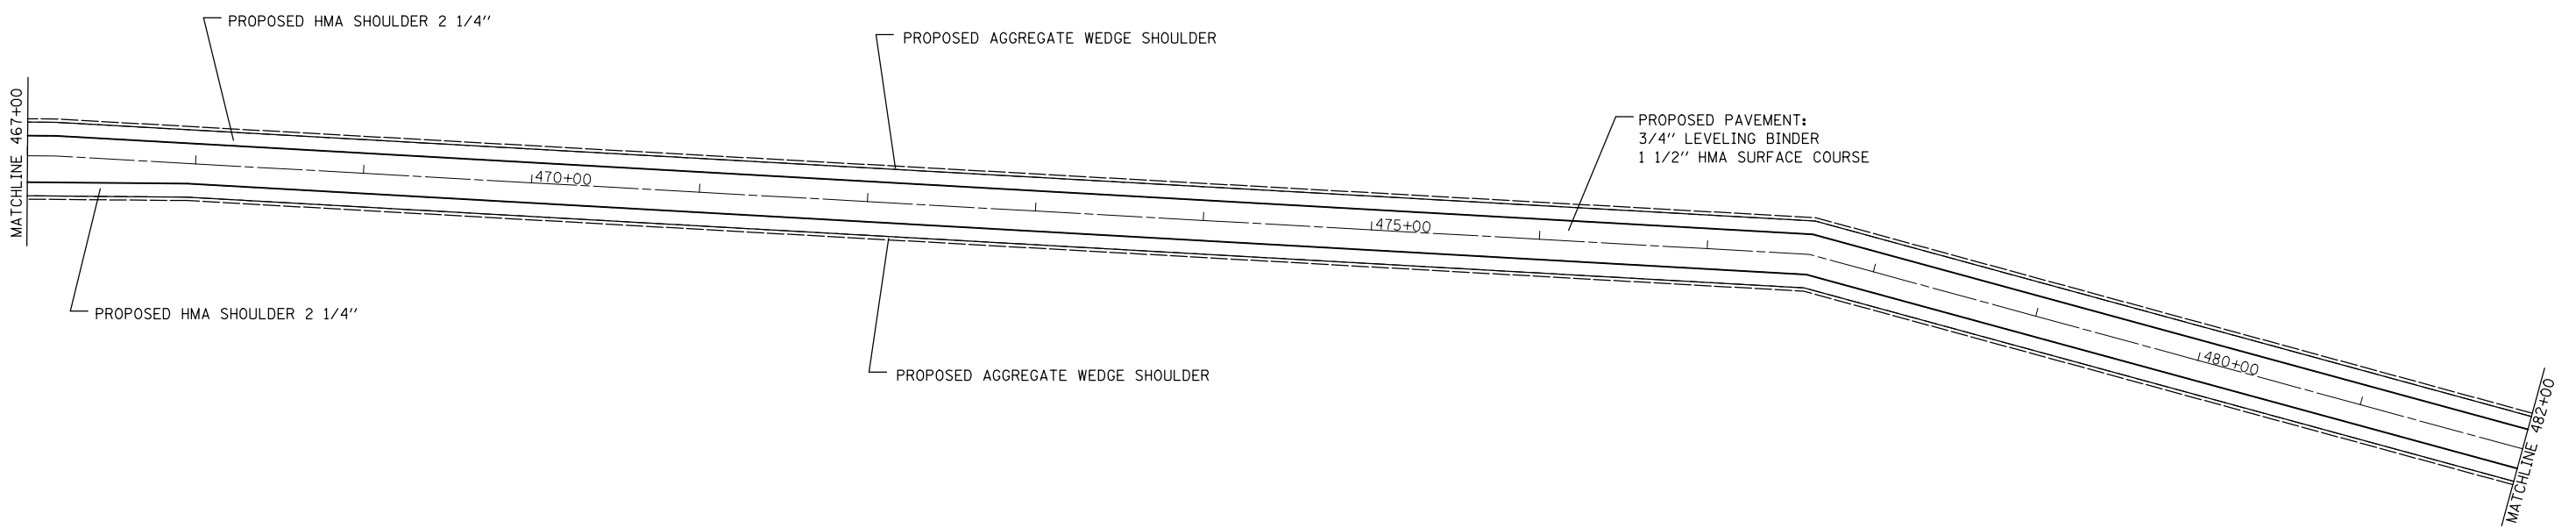 PROPOSED HMA SHOULDER 2 1/4"
PROPOSED AGGREGATE WEDGE SHOULDER
MATCHLINE 467+00
PROPOSED PAVEMENT:
3/4" LEVELING BINDER
1 1/2" HMA SURFACE COURSE
470+00
475+00
PROPOSED HMA SHOULDER 2 1/4"
PROPOSED AGGREGATE WEDGE SHOULDER
480+00
MATCHLINE 482+00